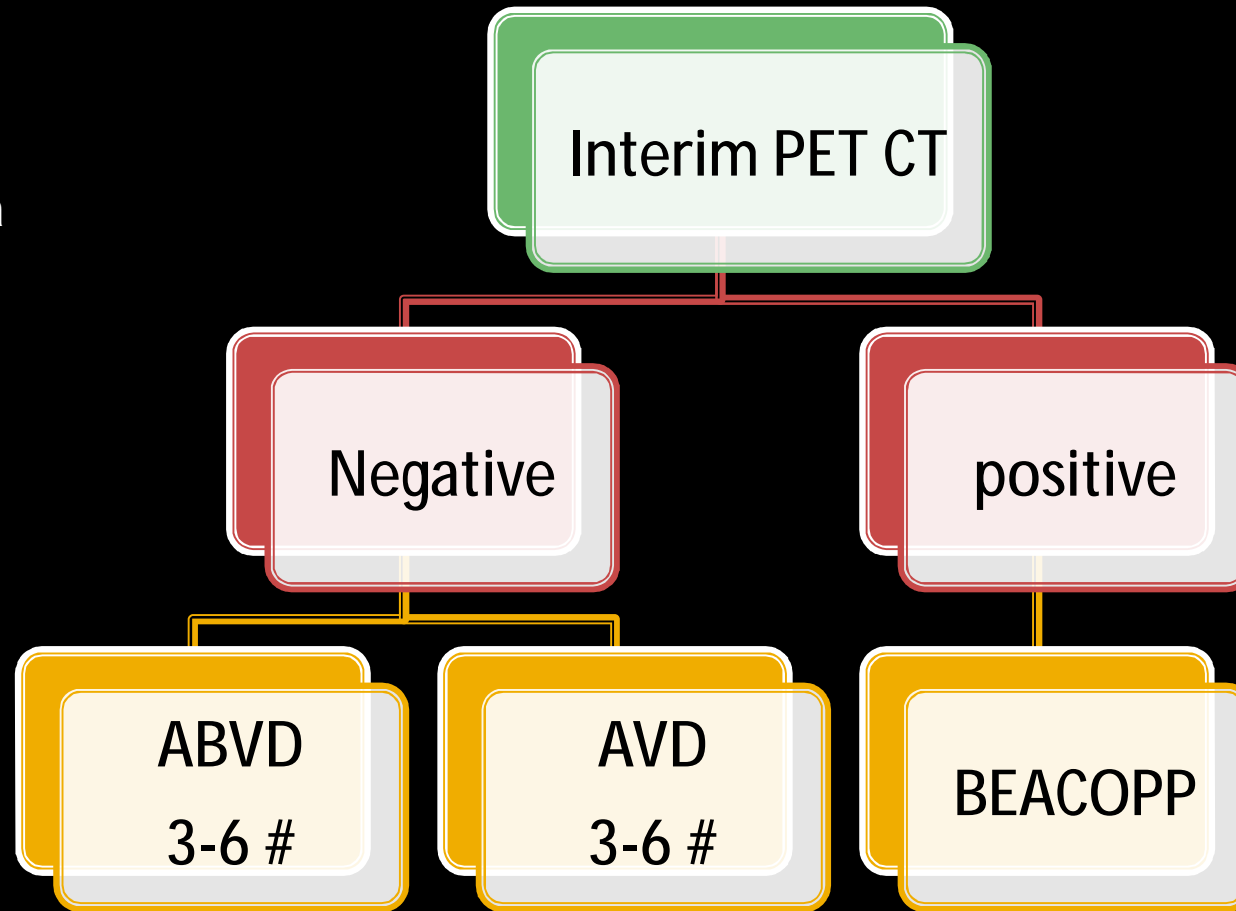 Interim PET CT
Negative
positive
ABVD
3-6 #
AVD
3-6 #
BEACOPP